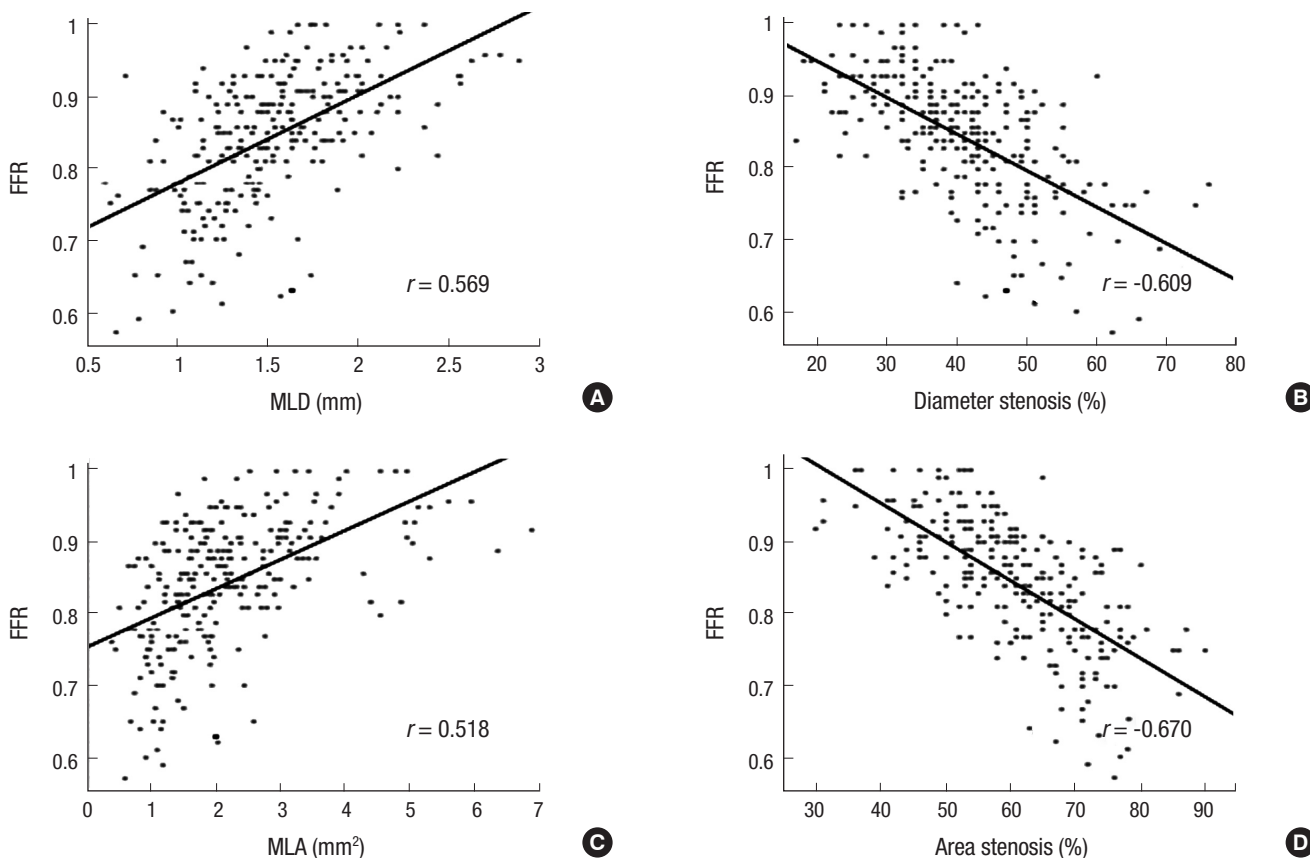 1
0.9
0.8
0.7
0.6
FFR
r = 0.569
0.5 1 1.5 2 2.5 3
MLD (mm)
A
1
0.9
0.8
0.7
0.6
FFR
r = -0.609
20 30 40 50 60 70 80
Diameter stenosis (%)
B
1
0.9
0.8
0.7
0.6
FFR
r = 0.518
0 1 2 3 4 5 6 7
MLA (mm²)
C
1
0.9
0.8
0.7
0.6
FFR
r = -0.670
30 40 50 60 70 80 90
Area stenosis (%)
D